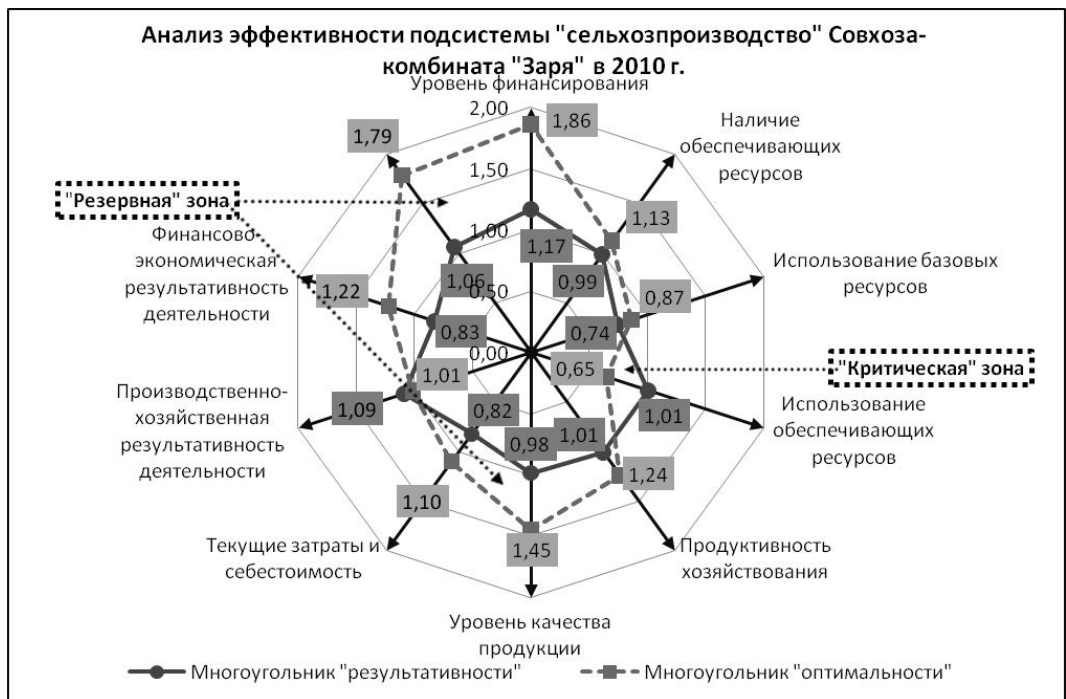 Анализ эффективности подсистемы "сельхозпроизводство" Совхоза-
комбината "Заря" в 2010 г.
Уровень финансирования
2,00
1,86
1,79
Наличие
обеспечивающих
ресурсов
1,50
"Резервная" зона
1,13
1,00
1,17
Финансово
экономическая
результативность
деятельности
1,06
0,99
Использование базовых
ресурсов
1,22
0,50
0,87
0,83
0,74
0,00
0,65
"Критическая" зона
1,01
Производственно-
хозяйственная
результативность
деятельности
1,09
0,82
1,01
Использование
обеспечивающих
ресурсов
0,98
1,01
1,24
1,10
Текущие затраты и
себестоимость
1,45
Продуктивность
хозяйствования
Уровень качества
продукции
Многоугольник "результативности"
Многоугольник "оптимальности"